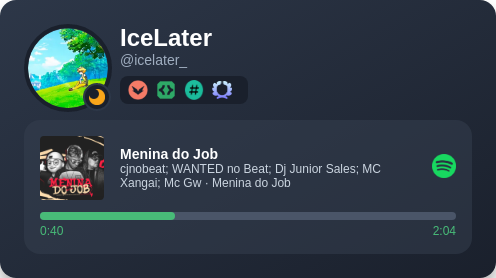 IceLater
@icelater_
MENINA
DO JOB
Menina do Job
cjnobeat; WANTED no Beat; Dj Junior Sales; MC
Xangai; Mc Gw · Menina do Job
0:40
2:04